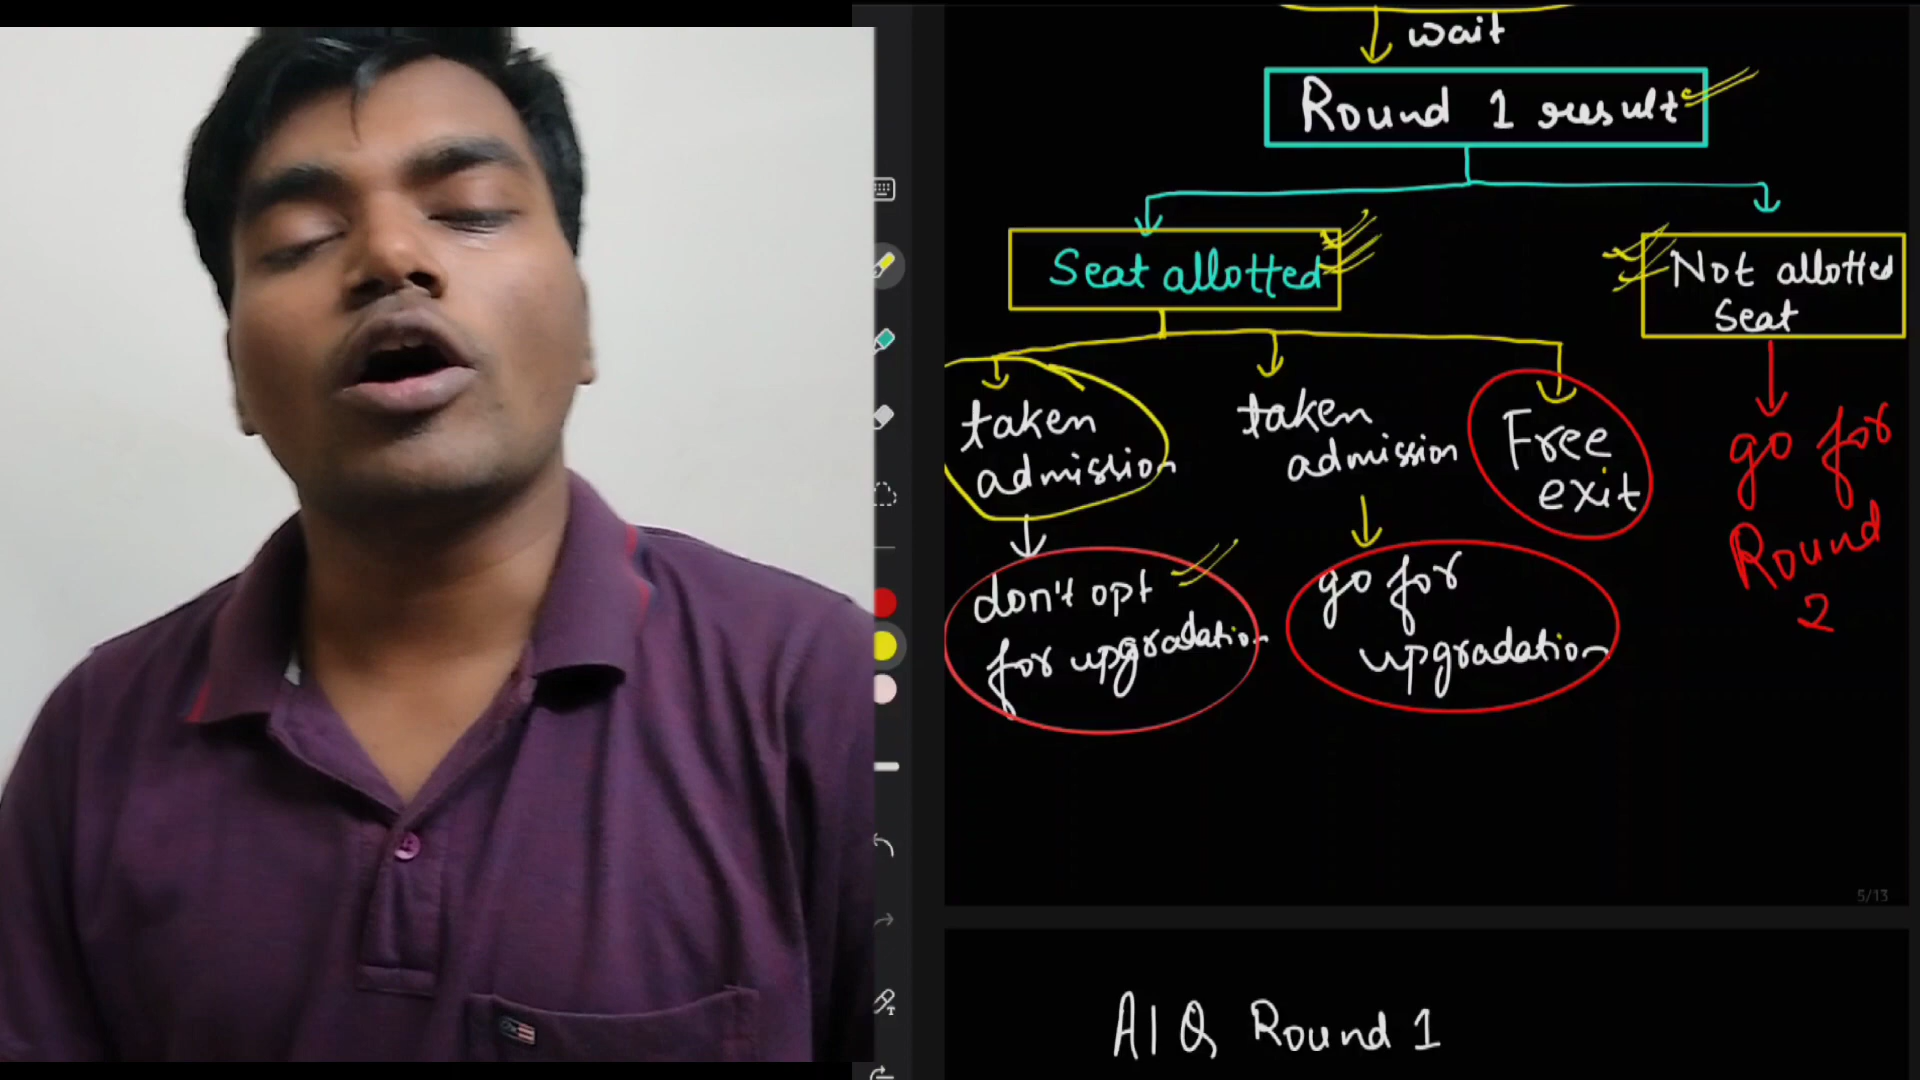 wait
Round 1 result
Seat allotted
Not allotted
Seat
taken
admission
taken
admission
Free
exit
go for
Round
2
don't opt
for upgradation
go for
upgradation
5/13
AIQ Round 1